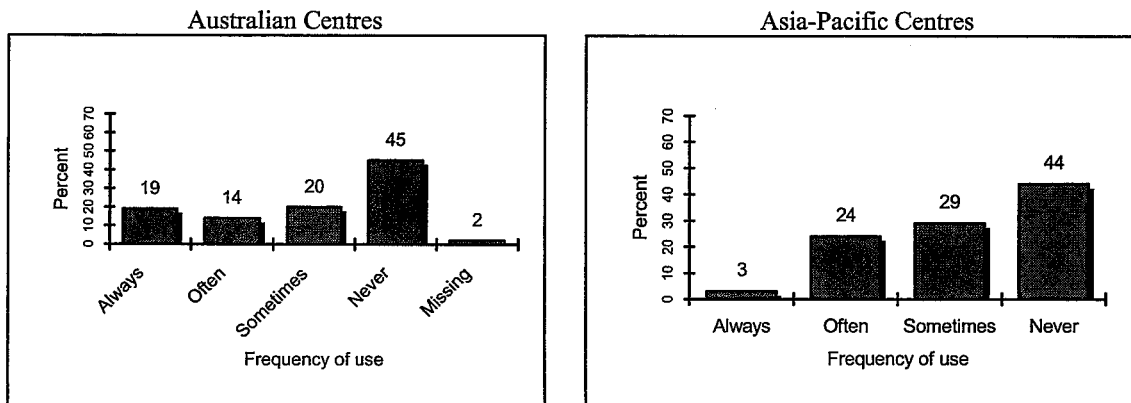 Australian Centres
Percent
0 10 20 30 40 50 60 70
19
14
20
45
2
Always
Often
Sometimes
Never
Missing
Frequency of use
Asia-Pacific Centres
Percent
70
60
50
40
30
20
10
0
3
24
29
44
Always
Often
Sometimes
Never
Frequency of use